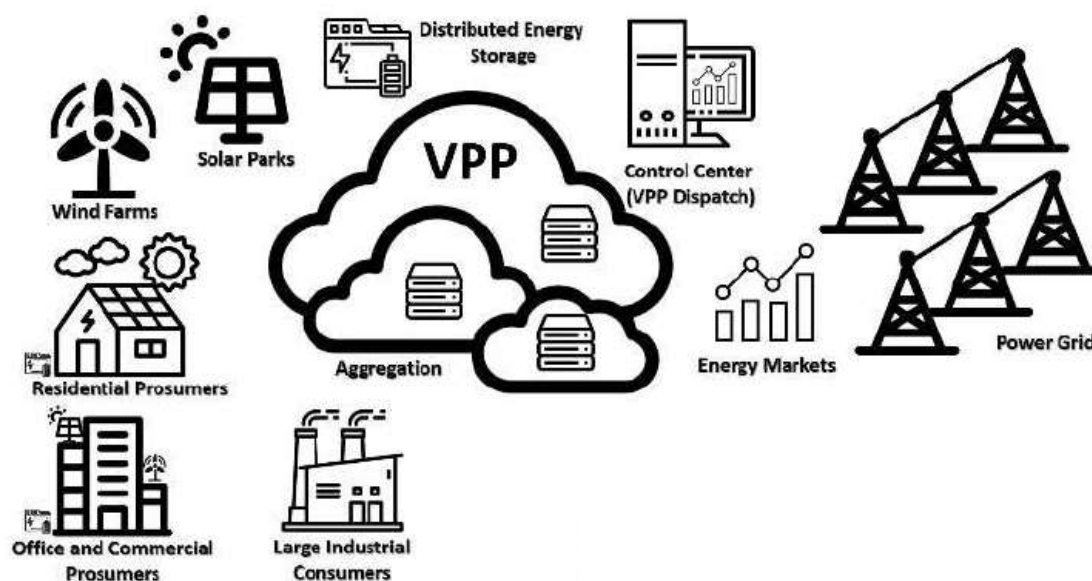 Distributed Energy
Storage
VPP
Solar Parks
Control Center
(VPP Dispatch)
Wind Farms
Energy Markets
Power Grid
Aggregation
Residential Prosumers
Office and Commercial
Prosumers
Large Industrial
Consumers